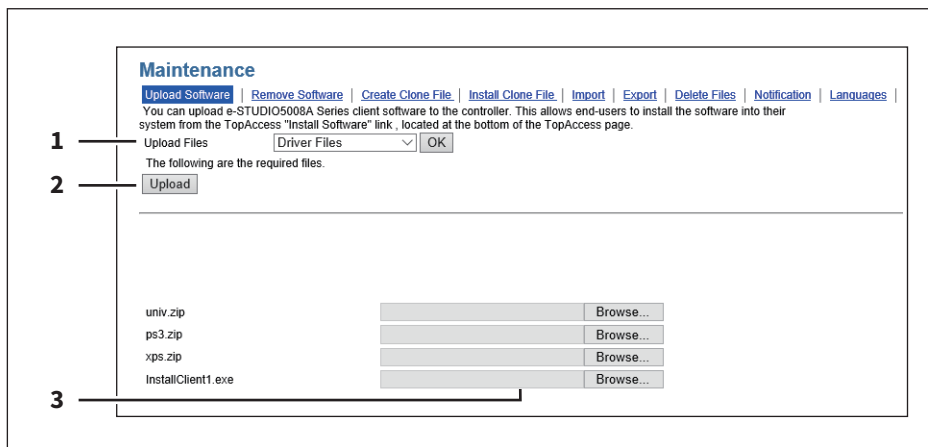 Maintenance
Upload Software | Remove Software | Create Clone File | Install Clone File | Import | Export | Delete Files | Notification | Languages |
You can upload e-STUDIO5008A Series client software to the controller. This allows end-users to install the software into their
system from the TopAccess "Install Software" link , located at the bottom of the TopAccess page.
1 Upload Files Driver Files OK
The following are the required files.
2 Upload
univ.zip Browse...
ps3.zip Browse...
xps.zip Browse...
InstallClient1.exe Browse...
3